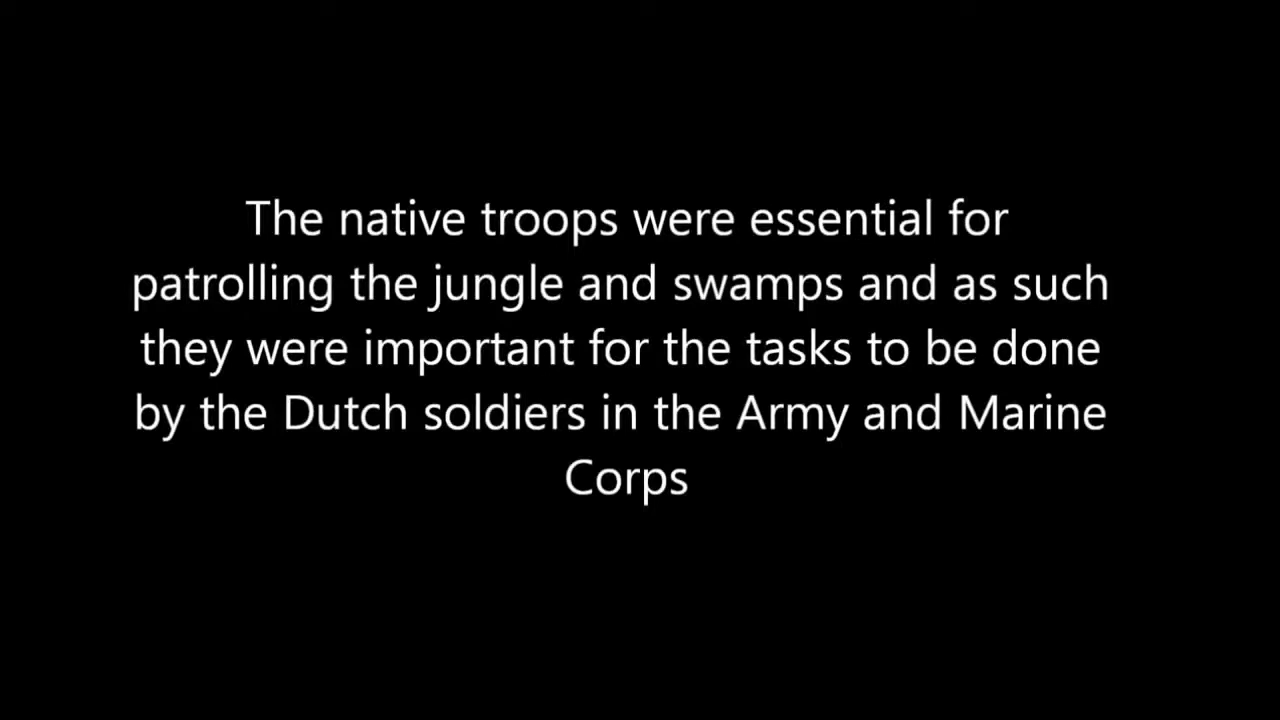 The native troops were essential for
patrolling the jungle and swamps and as such
they were important for the tasks to be done
by the Dutch soldiers in the Army and Marine
Corps